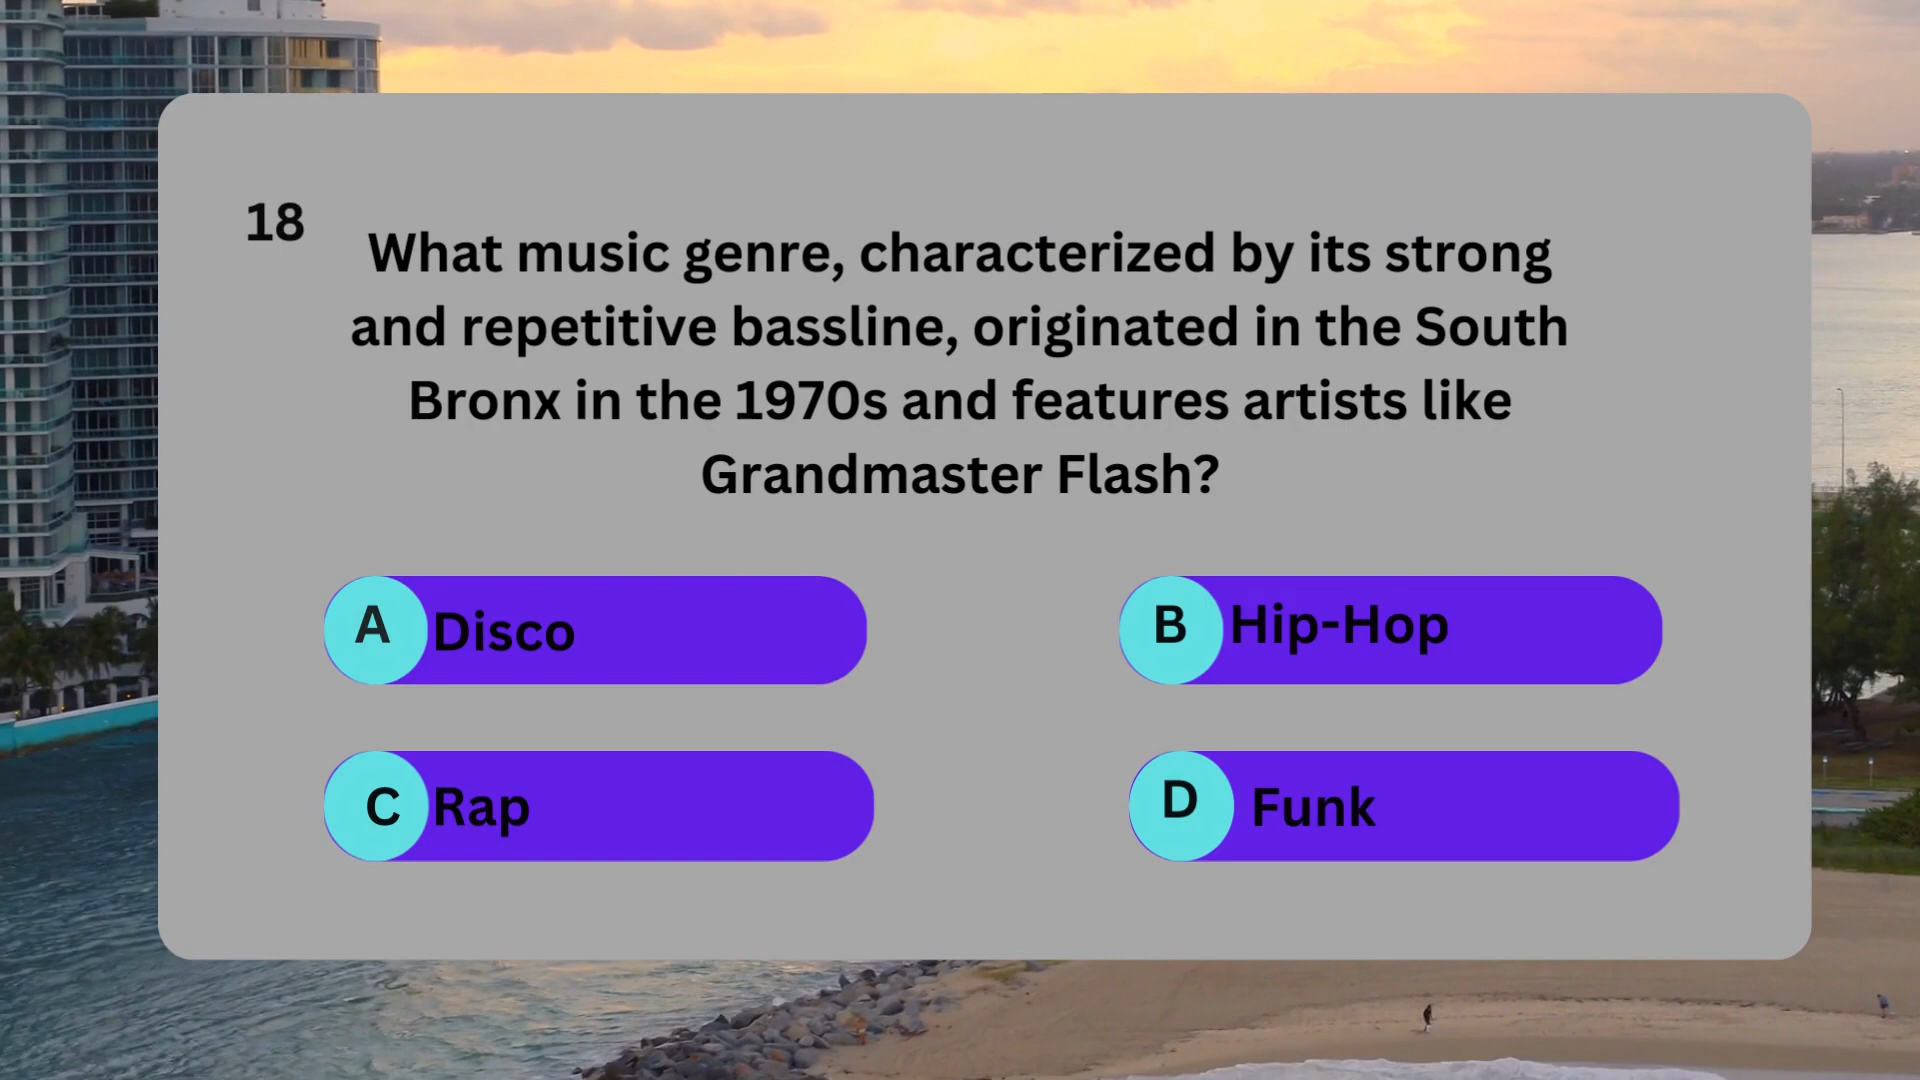 18
What music genre, characterized by its strong
and repetitive bassline, originated in the South
Bronx in the 1970s and features artists like
Grandmaster Flash?
A Disco
B Hip-Hop
C Rap
D Funk